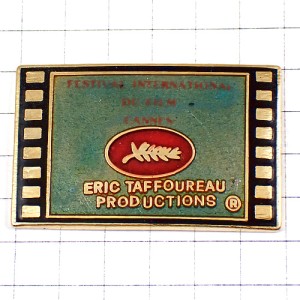 FESTIVAL INTERNATIONAL
DU FILM
CANNES
ERIC TAFFOUREAU
PRODUCTIONS ®